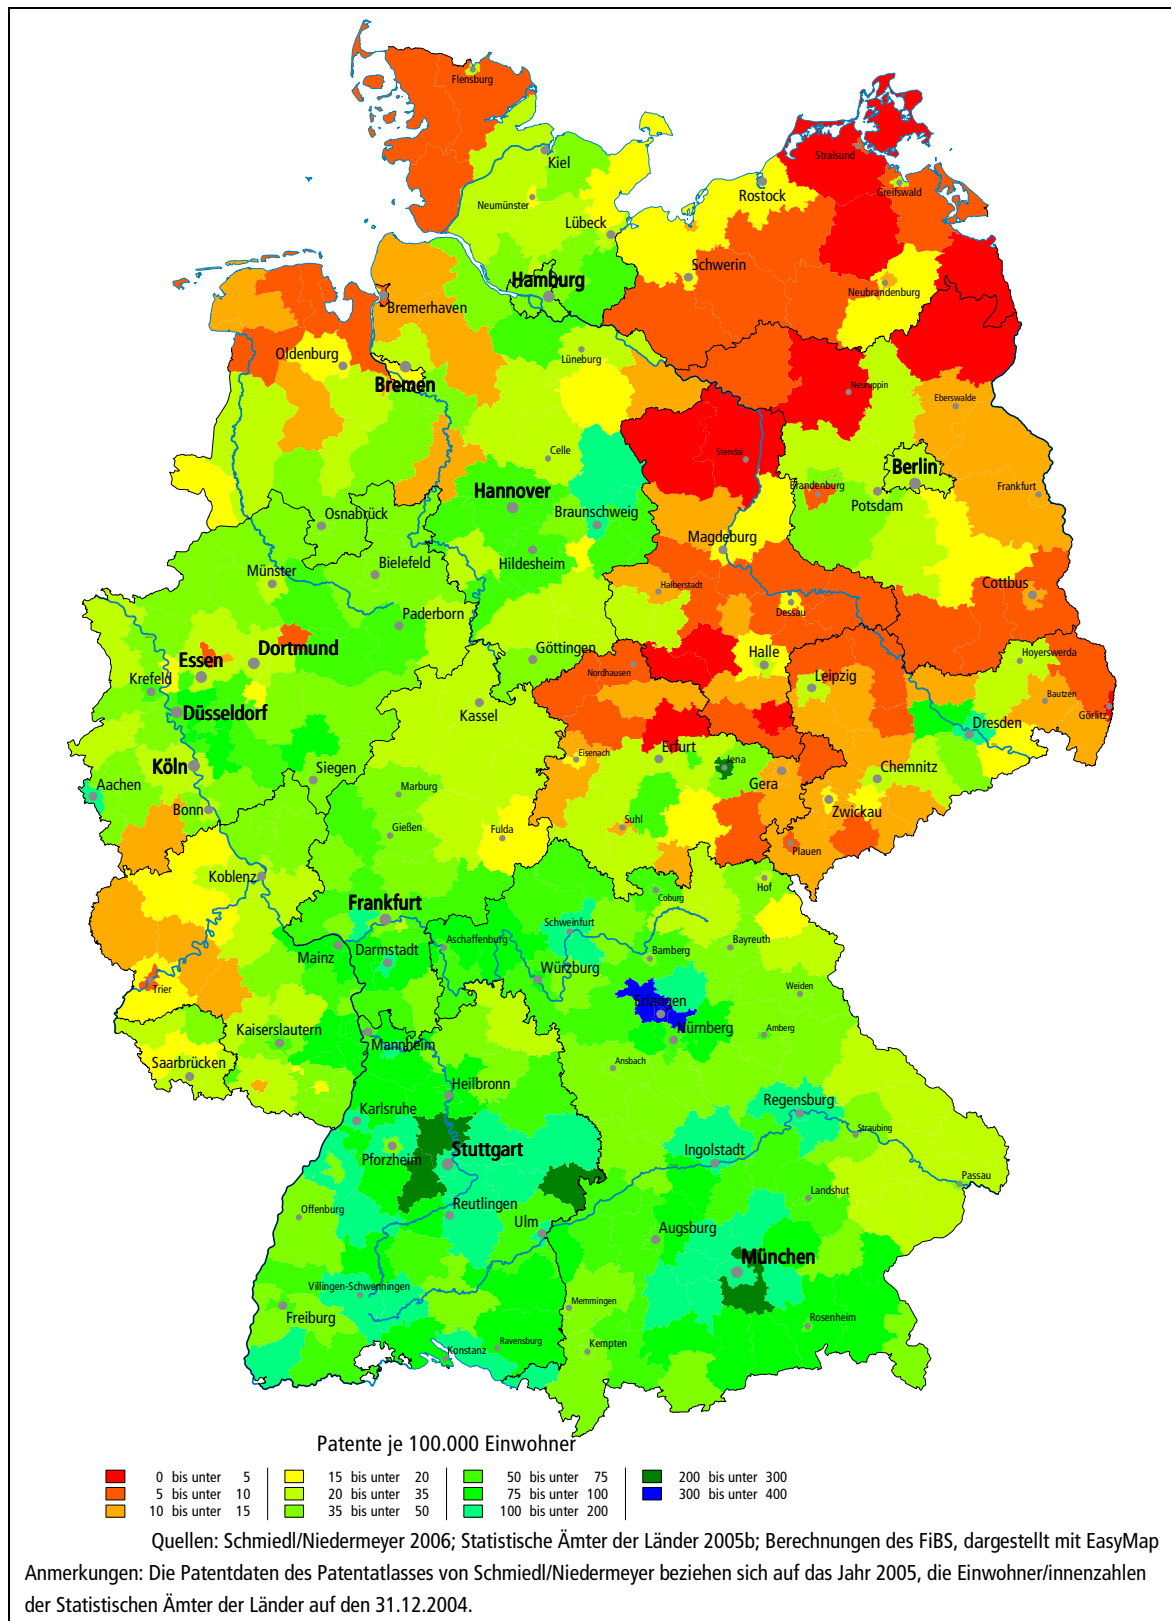 Flensburg
Kiel
Neumünster
Lübeck
Stralsund
Rostock
Greifswald
Schwerin
Neubrandenburg
Hamburg
Bremerhaven
Lüneburg
Oldenburg
Bremen
Neuruppin
Eberswalde
Celle
Stendal
Berlin
Hannover
Brandenburg
Frankfurt
Braunschweig
Potsdam
Osnabrück
Magdeburg
Hildesheim
Münster
Bielefeld
Halberstadt
Cottbus
Dessau
Paderborn
Dortmund
Göttingen
Essen
Nordhausen
Halle
Hoyerswerda
Krefeld
Leipzig
Bautzen
Düsseldorf
Kassel
Görlitz
Dresden
Köln
Eisenach
Erfurt
Jena
Siegen
Chemnitz
Aachen
Marburg
Gera
Bonn
Zwickau
Gießen
Fulda
Suhl
Plauen
Koblenz
Hof
Frankfurt
Coburg
Schweinfurt
Aschaffenburg
Mainz
Darmstadt
Bamberg
Bayreuth
Würzburg
Trier
Weiden
Erlangen
Kaiserslautern
Nürnberg
Amberg
Mannheim
Saarbrücken
Ansbach
Heilbronn
Regensburg
Karlsruhe
Straubing
Pforzheim
Stuttgart
Ingolstadt
Passau
Landshut
Offenburg
Reutlingen
Ulm
Augsburg
München
Villingen-Schwenningen
Memmingen
Freiburg
Rosenheim
Kempten
Ravensburg
Konstanz
Patente je 100.000 Einwohner
0 bis unter 5 15 bis unter 20 50 bis unter 75 200 bis unter 300
5 bis unter 10 20 bis unter 35 75 bis unter 100 300 bis unter 400
10 bis unter 15 35 bis unter 50 100 bis unter 200
Quellen: Schmiedl/Niedermeyer 2006; Statistische Ämter der Länder 2005b; Berechnungen des FiBS, dargestellt mit EasyMap
Anmerkungen: Die Patentdaten des Patentatlasses von Schmiedl/Niedermeyer beziehen sich auf das Jahr 2005, die Einwohner/innenzahlen
der Statistischen Ämter der Länder auf den 31.12.2004.